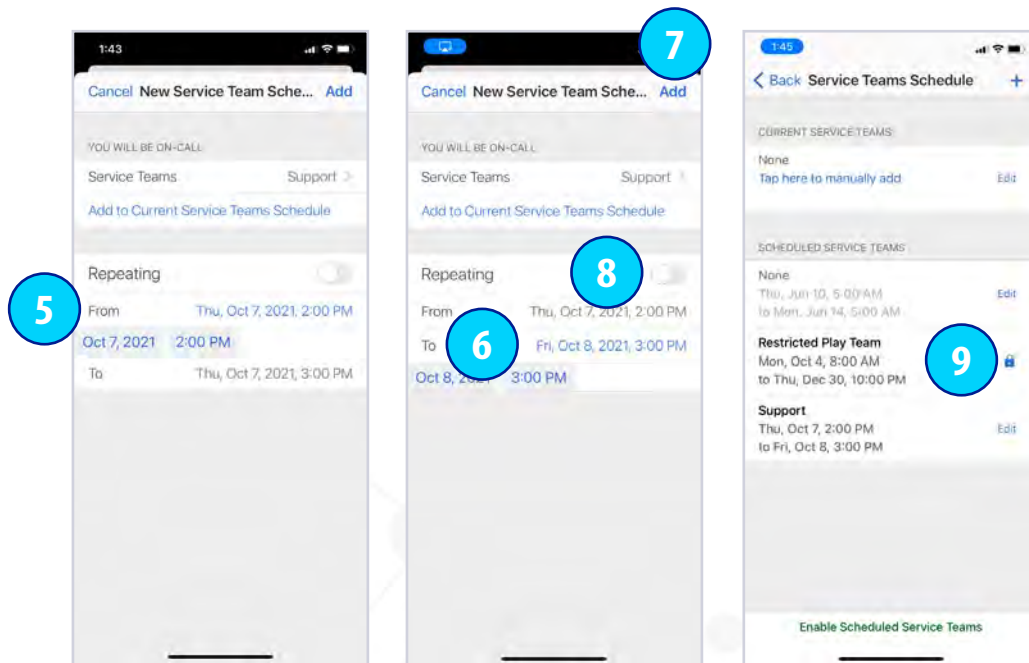 1:43
Cancel New Service Team Sche... Add
YOU WILL BE ON-CALL
Service Teams Support >
Add to Current Service Teams Schedule
Repeating
5
From Thu, Oct 7, 2021, 2:00 PM
Oct 7, 2021 2:00 PM
To Thu, Oct 7, 2021, 3:00 PM
7
Cancel New Service Team Sche... Add
YOU WILL BE ON-CALL
Service Teams Support
Add to Current Service Teams Schedule
Repeating
8
From Thu, Oct 7, 2021, 2:00 PM
To
6
Fri, Oct 8, 2021, 3:00 PM
Oct 8, 3:00 PM
1:45
< Back Service Teams Schedule +
CURRENT SERVICE TEAMS
None
Tap here to manually add Edit
SCHEDULED SERVICE TEAMS
None
Thu, Jun 10, 5:00 AM Edit
to Mon, Jun 14, 5:00 AM
Restricted Play Team
Mon, Oct 4, 8:00 AM
9
to Thu, Dec 30, 10:00 PM
Support
Thu, Oct 7, 2:00 PM Edit
to Fri, Oct 8, 3:00 PM
Enable Scheduled Service Teams